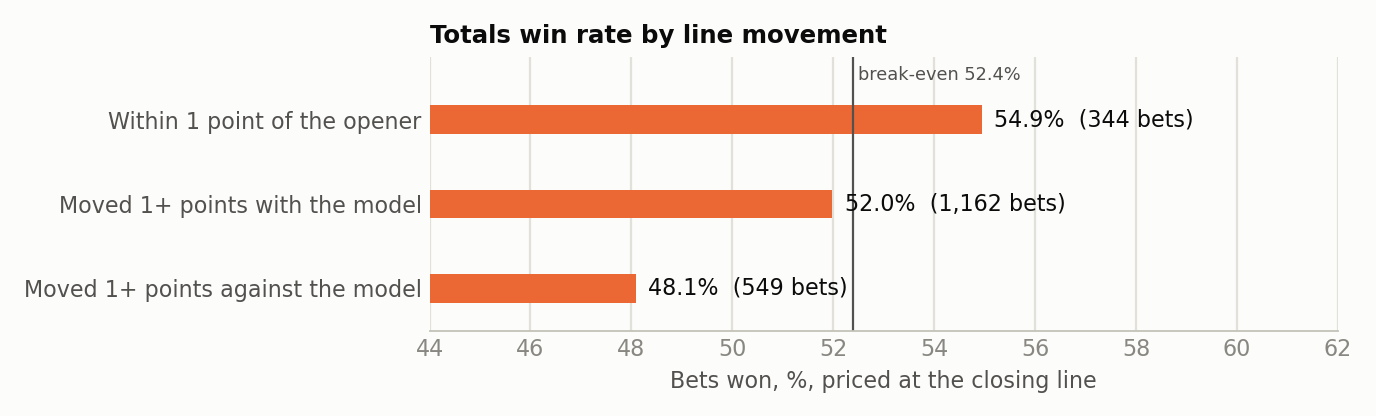 Totals win rate by line movement
break-even 52.4%
Within 1 point of the opener 54.9% (344 bets)
Moved 1+ points with the model 52.0% (1,162 bets)
Moved 1+ points against the model 48.1% (549 bets)
44 46 48 50 52 54 56 58 60 62
Bets won, %, priced at the closing line